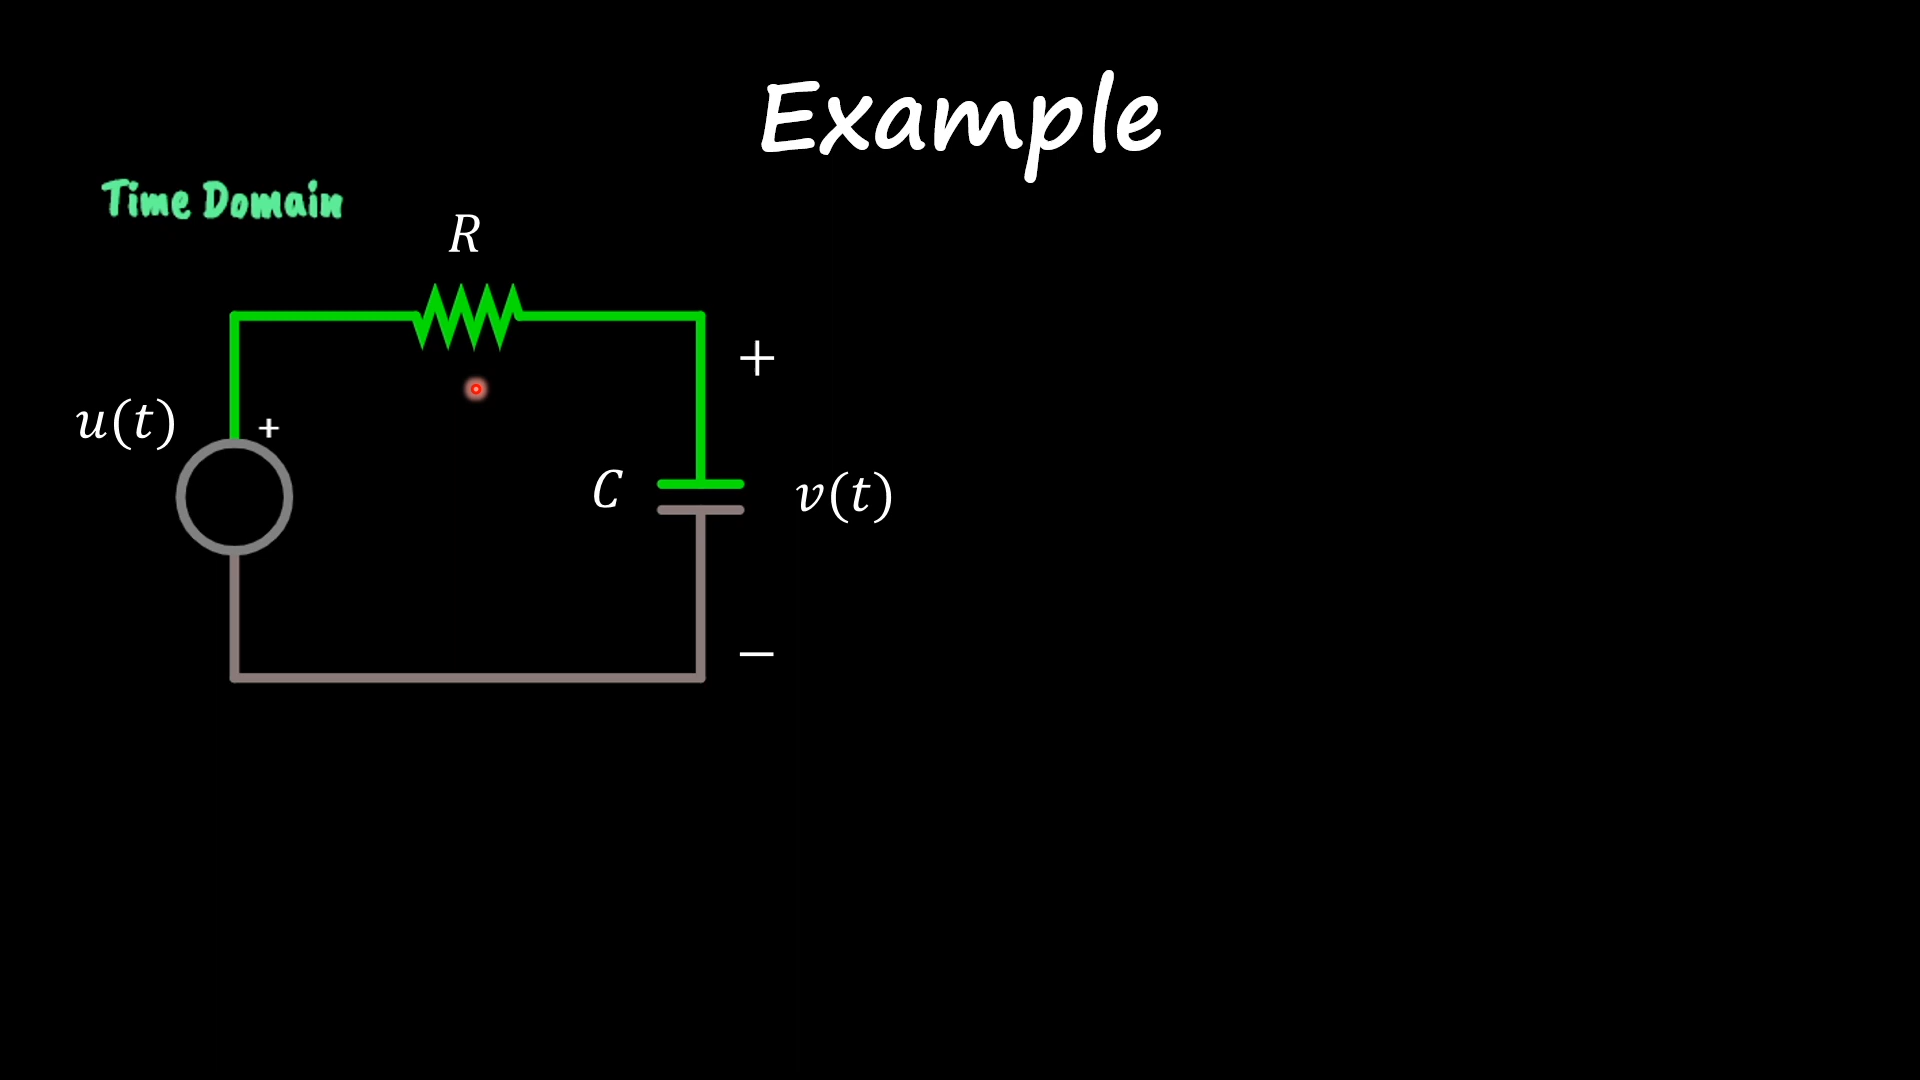 Example
Time Domain
R
+
u(t)
+
C
v(t)
−